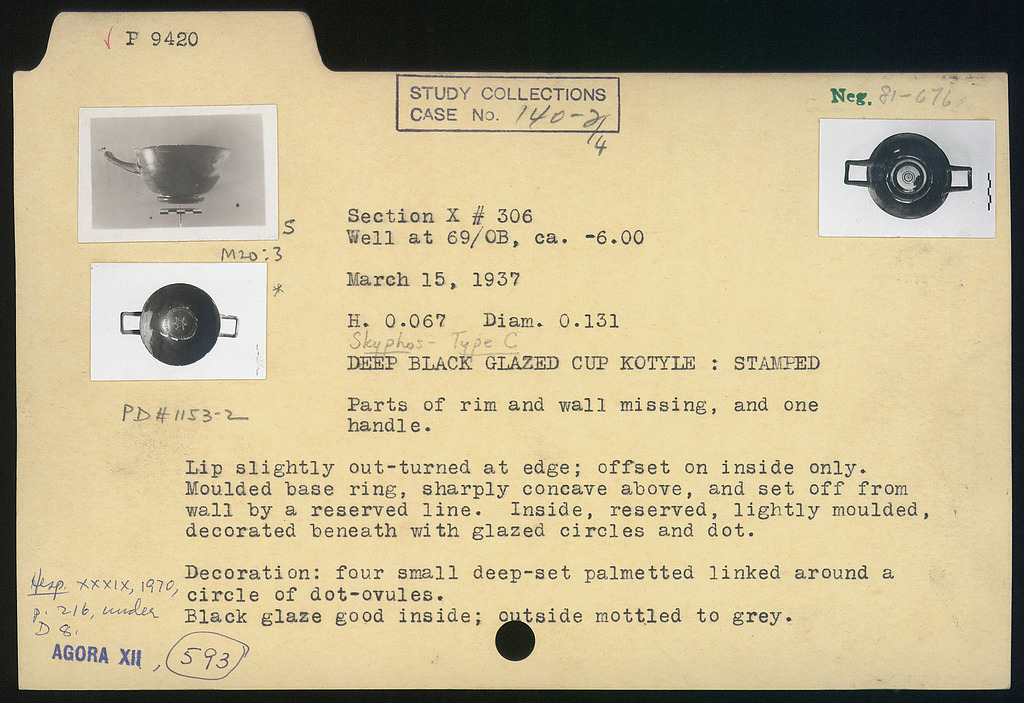 ✓ P 9420
STUDY COLLECTIONS
CASE No. 140-2/4
Neg. 81-676
S
M20:3
*
PD#1153-2
Section X # 306
Well at 69/OB, ca. -6.00
March 15, 1937
H. 0.067 Diam. 0.131
Skyphos - Type C
DEEP BLACK GLAZED CUP KOTYLE : STAMPED
Parts of rim and wall missing, and one
handle.
Lip slightly out-turned at edge; offset on inside only.
Moulded base ring, sharply concave above, and set off from
wall by a reserved line. Inside, reserved, lightly moulded,
decorated beneath with glazed circles and dot.
Decoration: four small deep-set palmetted linked around a
circle of dot-ovules.
Black glaze good inside; outside mottled to grey.
Hesp. XXXIX, 1970,
p. 216, under
D 8.
AGORA XII, 593